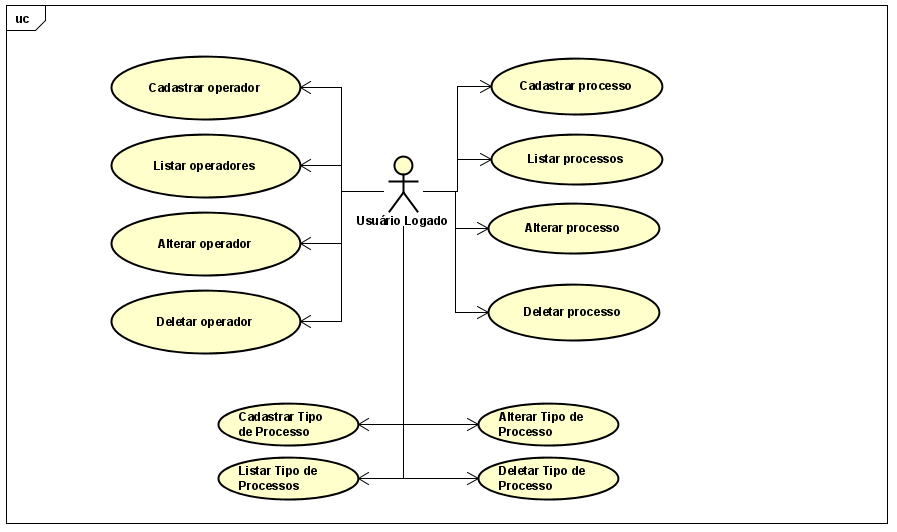 uc
Cadastrar operador
Listar operadores
Alterar operador
Deletar operador
Usuário Logado
Cadastrar processo
Listar processos
Alterar processo
Deletar processo
Cadastrar Tipo
de Processo
Alterar Tipo de
Processo
Listar Tipo de
Processos
Deletar Tipo de
Processo